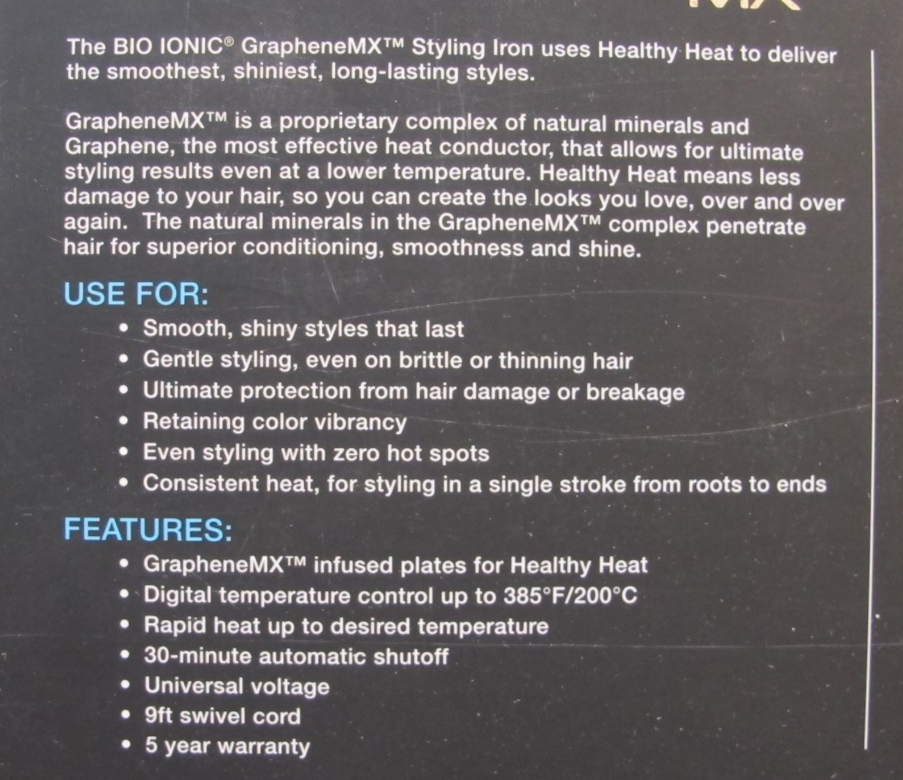 MX
The BIO IONIC® GrapheneMX™ Styling Iron uses Healthy Heat to deliver
the smoothest, shiniest, long-lasting styles.
GrapheneMX™ is a proprietary complex of natural minerals and
Graphene, the most effective heat conductor, that allows for ultimate
styling results even at a lower temperature. Healthy Heat means less
damage to your hair, so you can create the looks you love, over and over
again.  The natural minerals in the GrapheneMX™ complex penetrate
hair for superior conditioning, smoothness and shine.
USE FOR:
• Smooth, shiny styles that last
• Gentle styling, even on brittle or thinning hair
• Ultimate protection from hair damage or breakage
• Retaining color vibrancy
• Even styling with zero hot spots
• Consistent heat, for styling in a single stroke from roots to ends
FEATURES:
• GrapheneMX™ infused plates for Healthy Heat
• Digital temperature control up to 385°F/200°C
• Rapid heat up to desired temperature
• 30-minute automatic shutoff
• Universal voltage
• 9ft swivel cord
• 5 year warranty